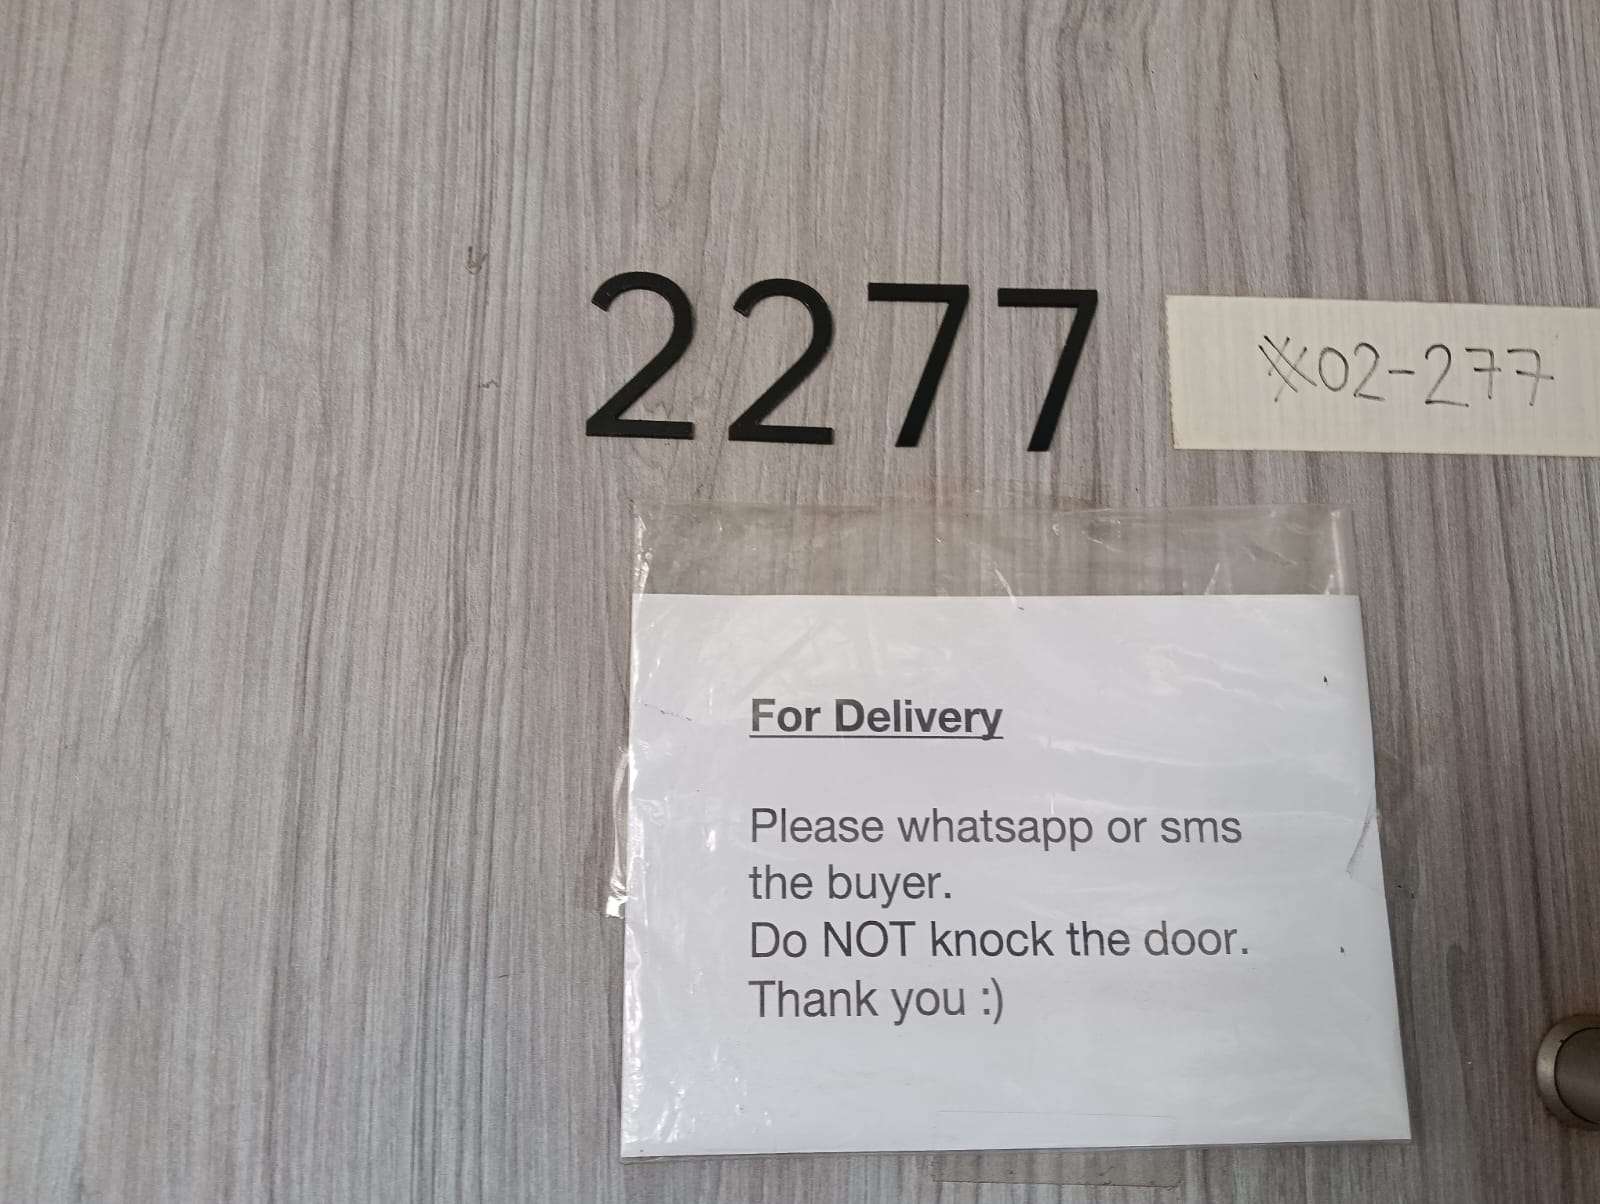 2277
02-277
For Delivery
Please whatsapp or sms
the buyer.
Do NOT knock the door.
Thank you :)